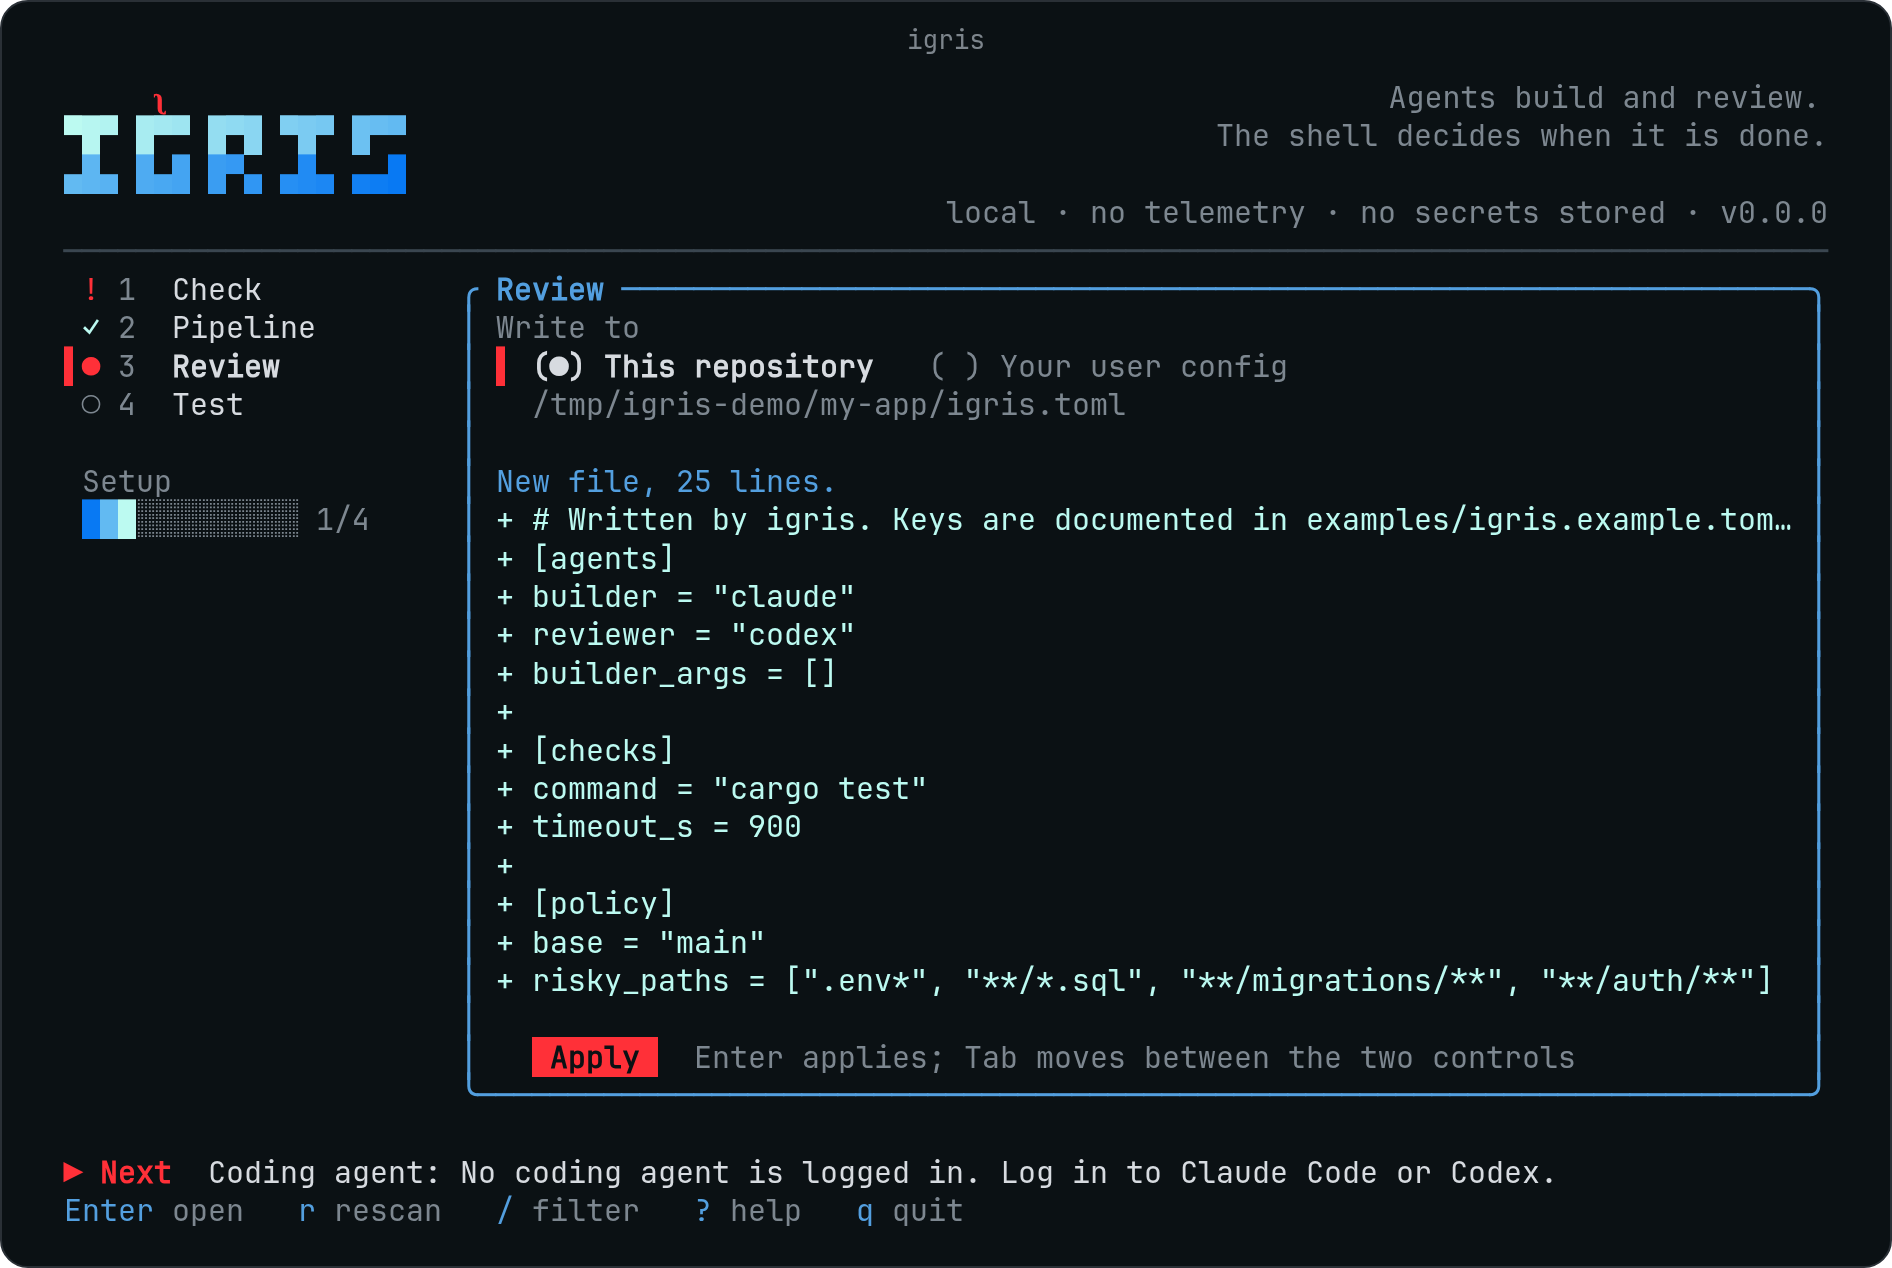 igris
IGRIS
Agents build and review.
The shell decides when it is done.
local · no telemetry · no secrets stored · v0.0.0
! 1 Check
✓ 2 Pipeline
● 3 Review
○ 4 Test
Setup
1/4
Review
Write to
(●) This repository ( ) Your user config
/tmp/igris-demo/my-app/igris.toml
New file, 25 lines.
+ # Written by igris. Keys are documented in examples/igris.example.tom…
+ [agents]
+ builder = "claude"
+ reviewer = "codex"
+ builder_args = []
+
+ [checks]
+ command = "cargo test"
+ timeout_s = 900
+
+ [policy]
+ base = "main"
+ risky_paths = [".env*", "**/*.sql", "**/migrations/**", "**/auth/**"]
Apply Enter applies; Tab moves between the two controls
▶ Next Coding agent: No coding agent is logged in. Log in to Claude Code or Codex.
Enter open r rescan / filter ? help q quit